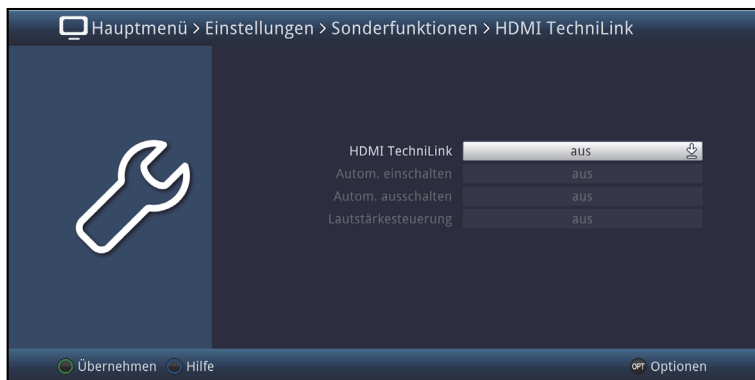 Hauptmenü > Einstellungen > Sonderfunktionen > HDMI TechniLink
HDMI TechniLink aus
Autom. einschalten aus
Autom. ausschalten aus
Lautstärkesteuerung aus
Übernehmen Hilfe OPT Optionen